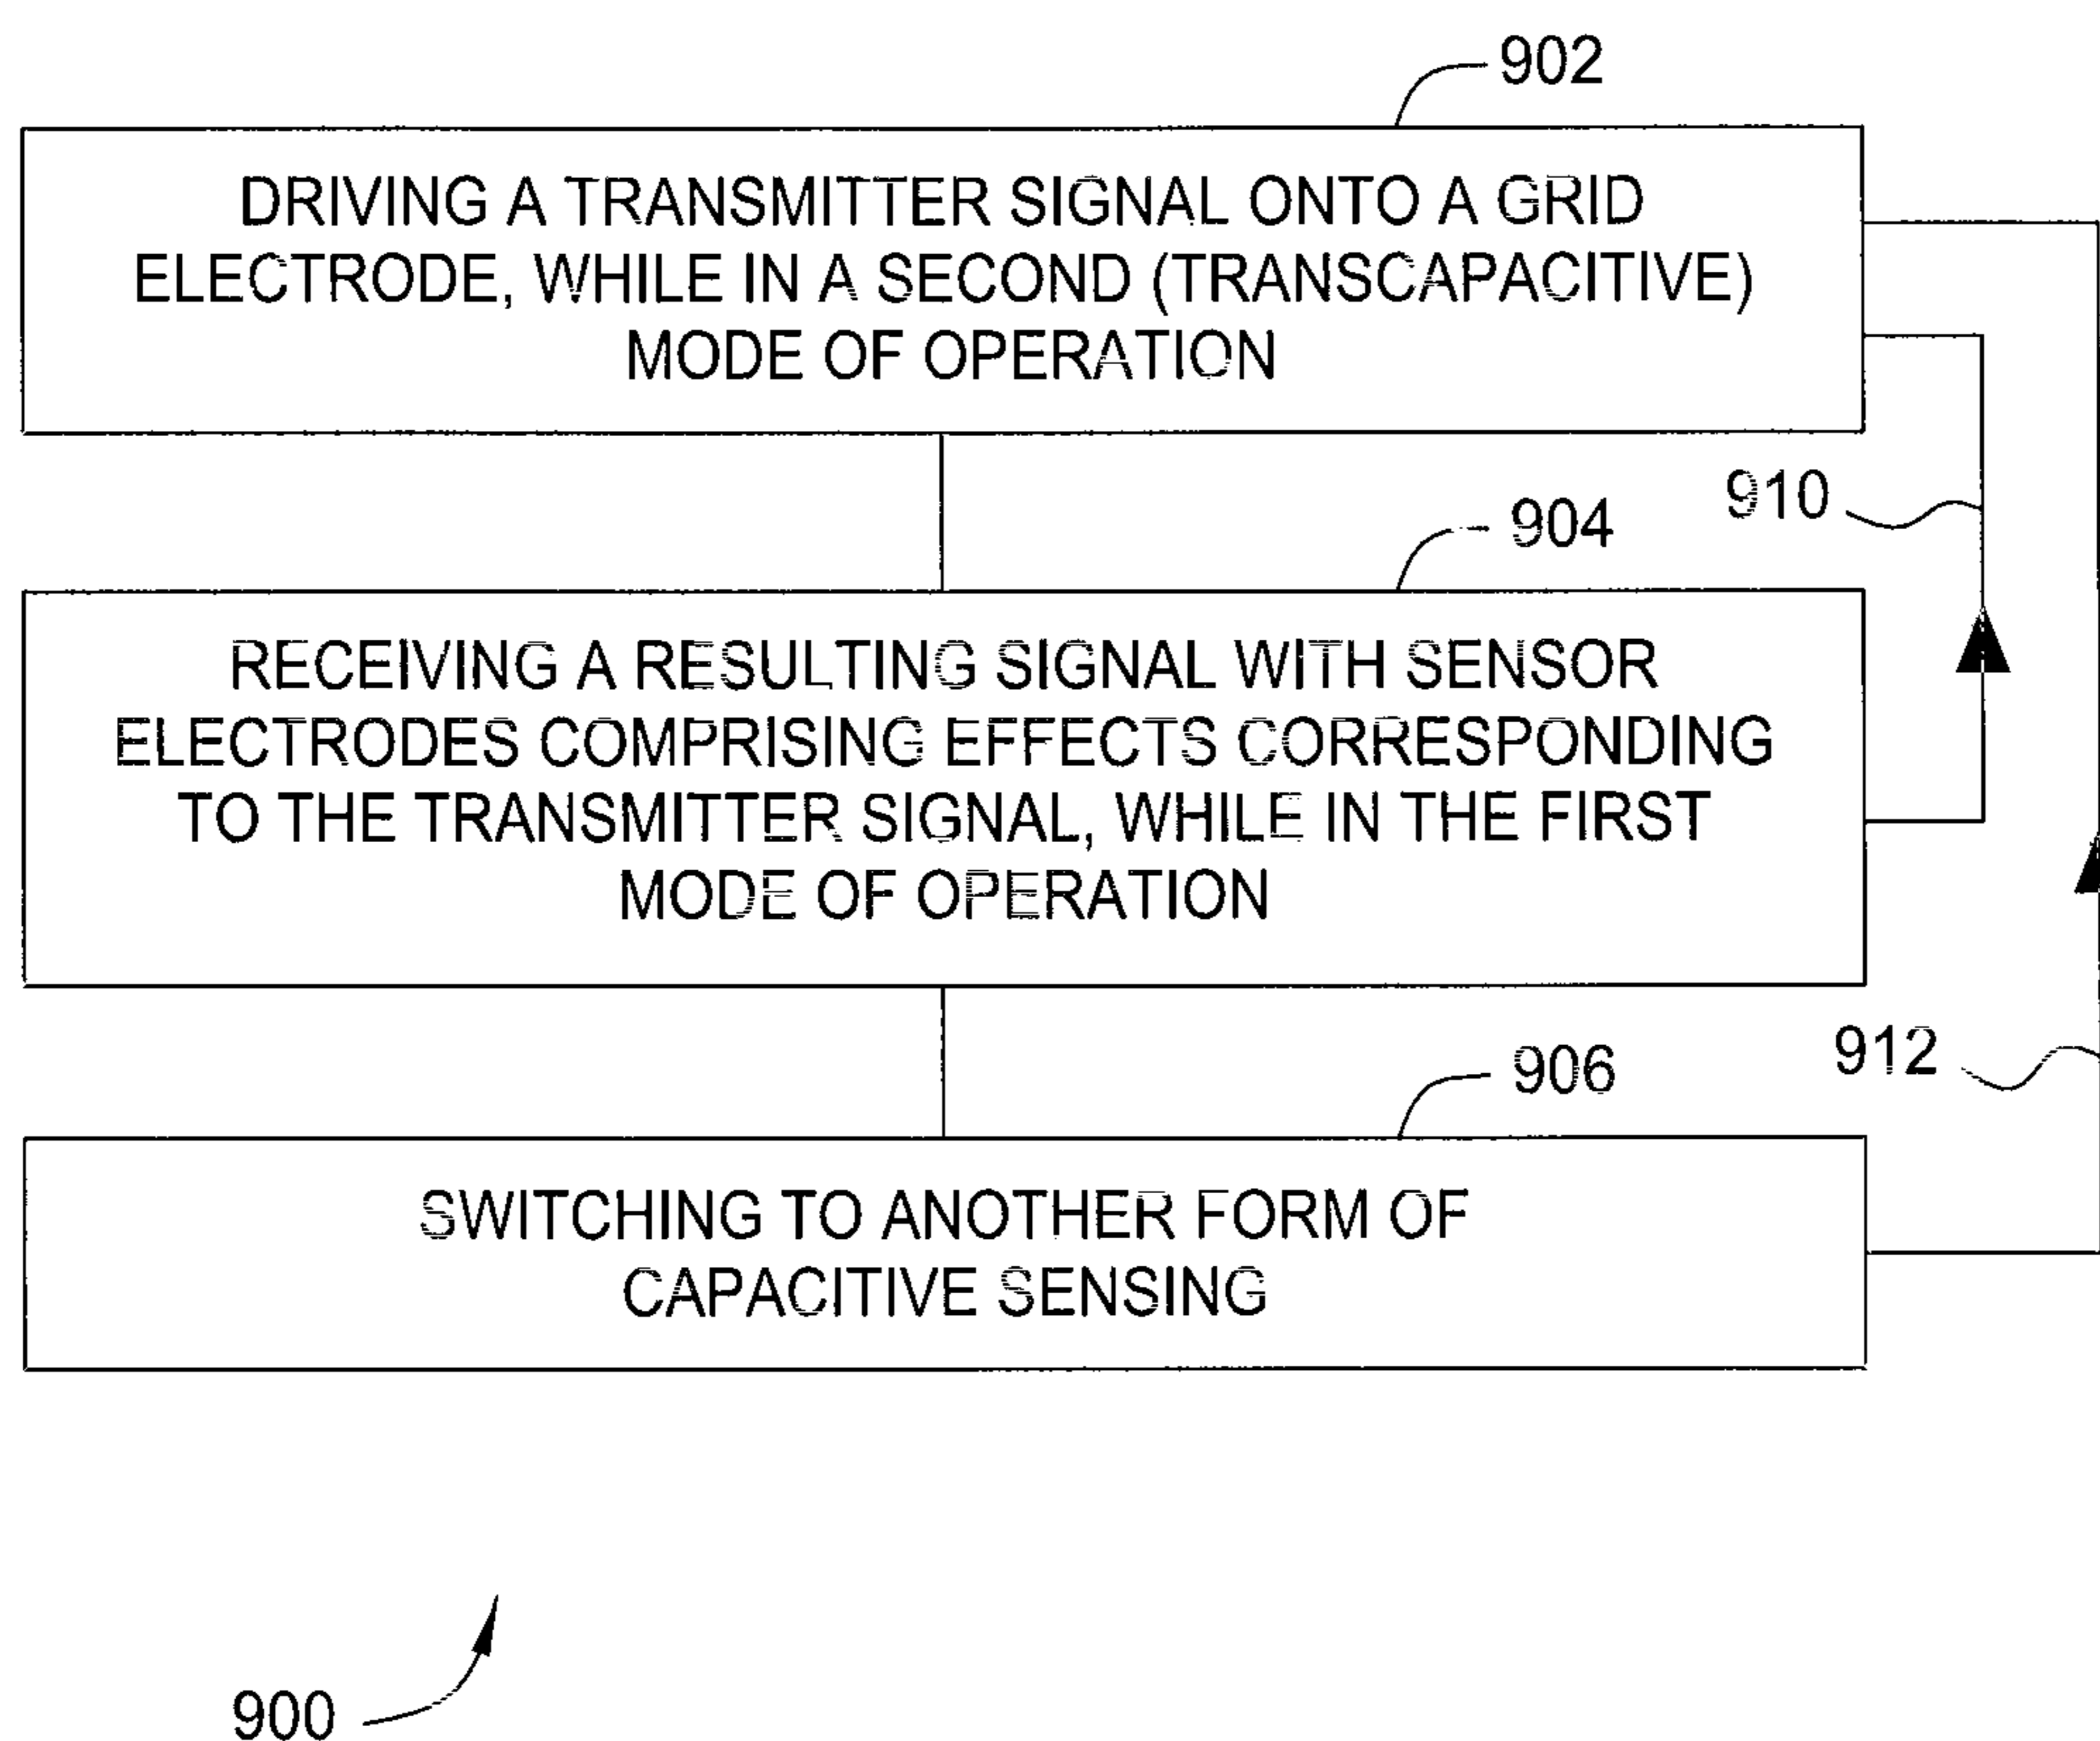 902
DRIVING A TRANSMITTER SIGNAL ONTO A GRID
ELECTRODE, WHILE IN A SECOND (TRANSCAPACITIVE)
MODE OF OPERATION
910
904
RECEIVING A RESULTING SIGNAL WITH SENSOR
ELECTRODES COMPRISING EFFECTS CORRESPONDING
TO THE TRANSMITTER SIGNAL, WHILE IN THE FIRST
MODE OF OPERATION
912
906
SWITCHING TO ANOTHER FORM OF
CAPACITIVE SENSING
900